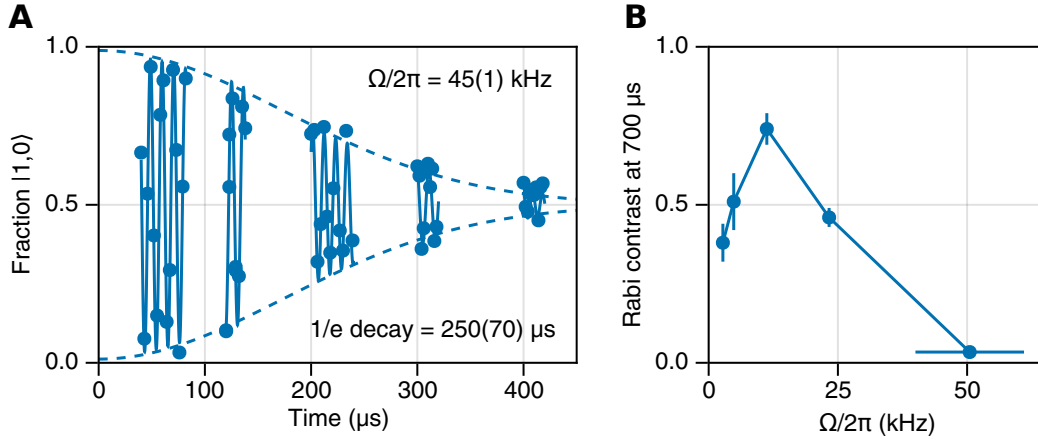 A
B
1.0
0.5
0.0
Fraction |1,0⟩
Ω/2π = 45(1) kHz
1/e decay = 250(70) µs
0
100
200
300
400
Time (µs)
1.0
0.5
0.0
Rabi contrast at 700 µs
0
25
50
Ω/2π (kHz)